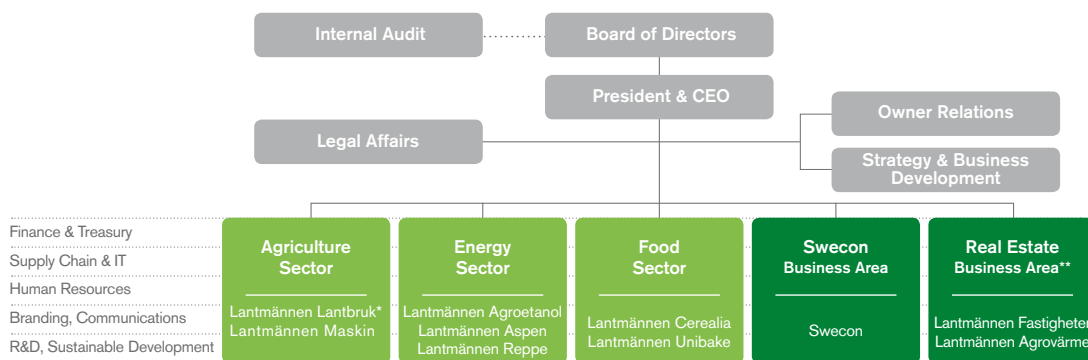 Internal Audit
Board of Directors
President & CEO
Owner Relations
Legal Affairs
Strategy & Business
Development
Finance & Treasury
Supply Chain & IT
Human Resources
Branding, Communications
R&D, Sustainable Development
Agriculture
Sector
Lantmännen Lantbruk*
Lantmännen Maskin
Energy
Sector
Lantmännen Agroetanol
Lantmännen Aspen
Lantmännen Reppe
Food
Sector
Lantmännen Cerealia
Lantmännen Unibake
Swecon
Business Area
Swecon
Real Estate
Business Area**
Lantmännen Fastigheter
Lantmännen Agrovärme